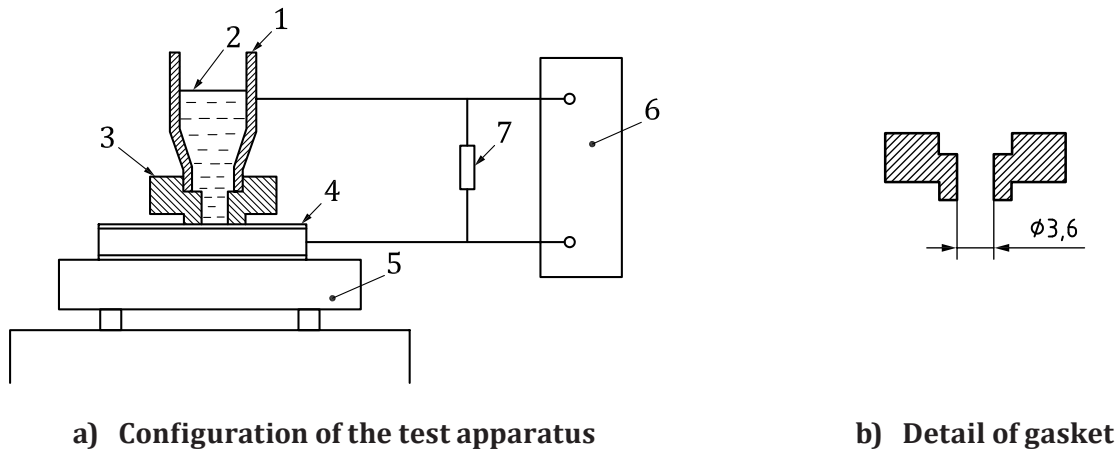 1
2
3
4
5
6
7
ϕ3,6
a) Configuration of the test apparatus
b) Detail of gasket